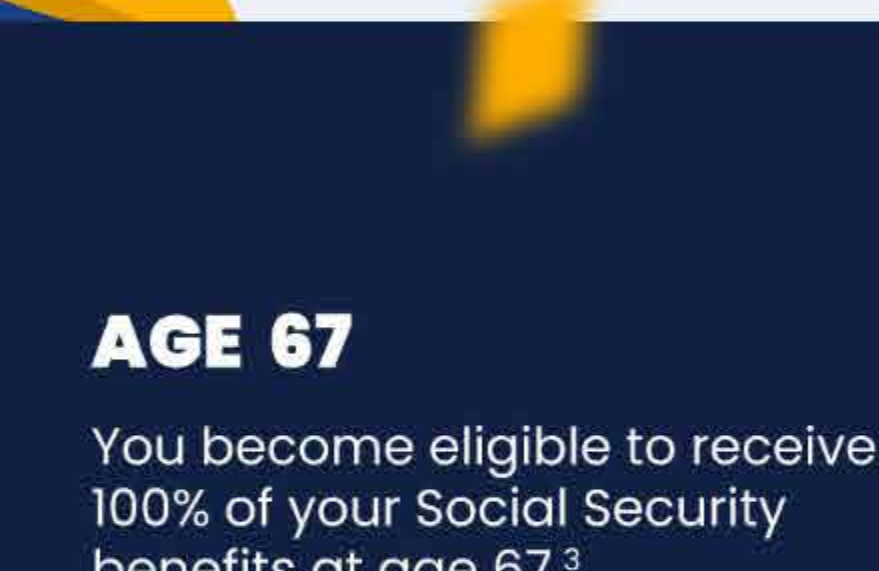 AGE 67
You become eligible to receive
100% of your Social Security
benefits at age 67.³